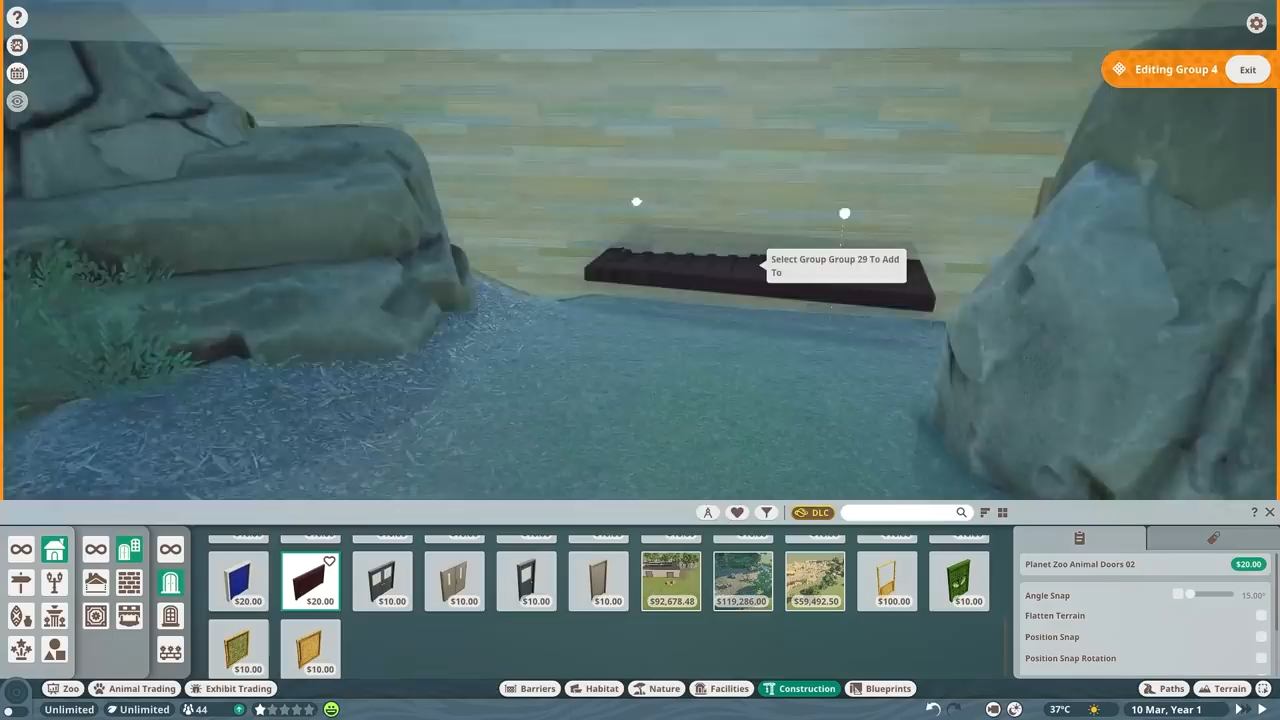 ?
Editing Group 4
Exit
Select Group Group 29 To Add
To
DLC
?
$20.00
$20.00
$10.00
$10.00
$10.00
$10.00
$92,678.48
$119,286.00
$59,492.50
$100.00
$10.00
$10.00
$10.00
Planet Zoo Animal Doors 02
$20.00
Angle Snap
15.00°
Flatten Terrain
Position Snap
Position Snap Rotation
Zoo
Animal Trading
Exhibit Trading
Barriers
Habitat
Nature
Facilities
Construction
Blueprints
Paths
Terrain
Unlimited
Unlimited
44
37°C
10 Mar, Year 1